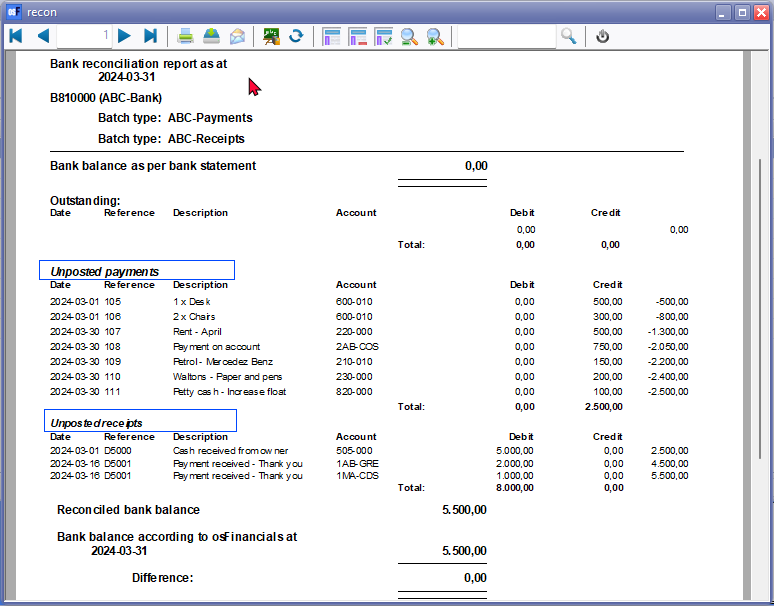 recon
1
Bank reconciliation report as at
2024-03-31
B810000 (ABC-Bank)
Batch type: ABC-Payments
Batch type: ABC-Receipts
Bank balance as per bank statement 0,00
Outstanding:
Date Reference Description Account Debit Credit
0,00 0,00
Total: 0,00 0,00
Unposted payments
Date Reference Description Account Debit Credit
2024-03-01 105 1 x Desk 600-010 0,00 500,00 -500,00
2024-03-01 106 2 x Chairs 600-010 0,00 300,00 -800,00
2024-03-30 107 Rent - April 220-000 0,00 500,00 -1.300,00
2024-03-30 108 Payment on account 2AB-COS 0,00 750,00 -2.050,00
2024-03-30 109 Petrol - Mercedez Benz 210-010 0,00 150,00 -2.200,00
2024-03-30 110 Waltons - Paper and pens 230-000 0,00 200,00 -2.400,00
2024-03-30 111 Petty cash - Increase float 820-000 0,00 100,00 -2.500,00
Total: 0,00 2.500,00
Unposted receipts
Date Reference Description Account Debit Credit
2024-03-01 D5000 Cash received from owner 505-000 5.000,00 0,00 2.500,00
2024-03-16 D5001 Payment received - Thank you 1AB-GRE 2.000,00 0,00 4.500,00
2024-03-16 D5001 Payment received - Thank you 1MA-CDS 1.000,00 0,00 5.500,00
Total: 8.000,00 0,00
Reconciled bank balance 5.500,00
Bank balance according to osFinancials at
2024-03-31 5.500,00
Difference: 0,00